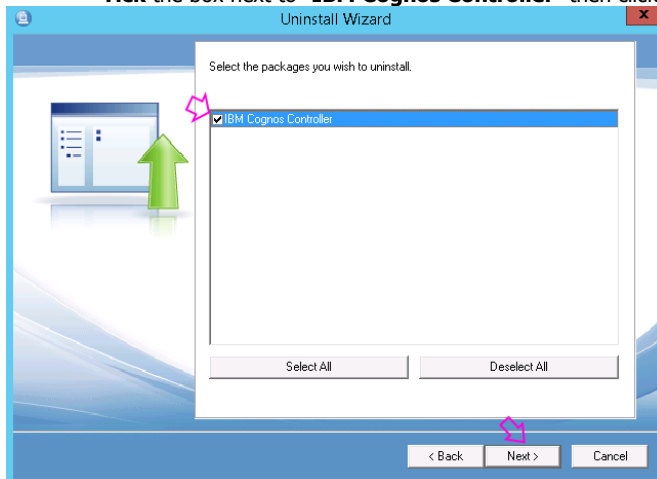 Tick the box next to "IBM Cognos Controller" then click
Uninstall Wizard
x
Select the packages you wish to uninstall.
IBM Cognos Controller
Select All
Deselect All
< Back
Next >
Cancel